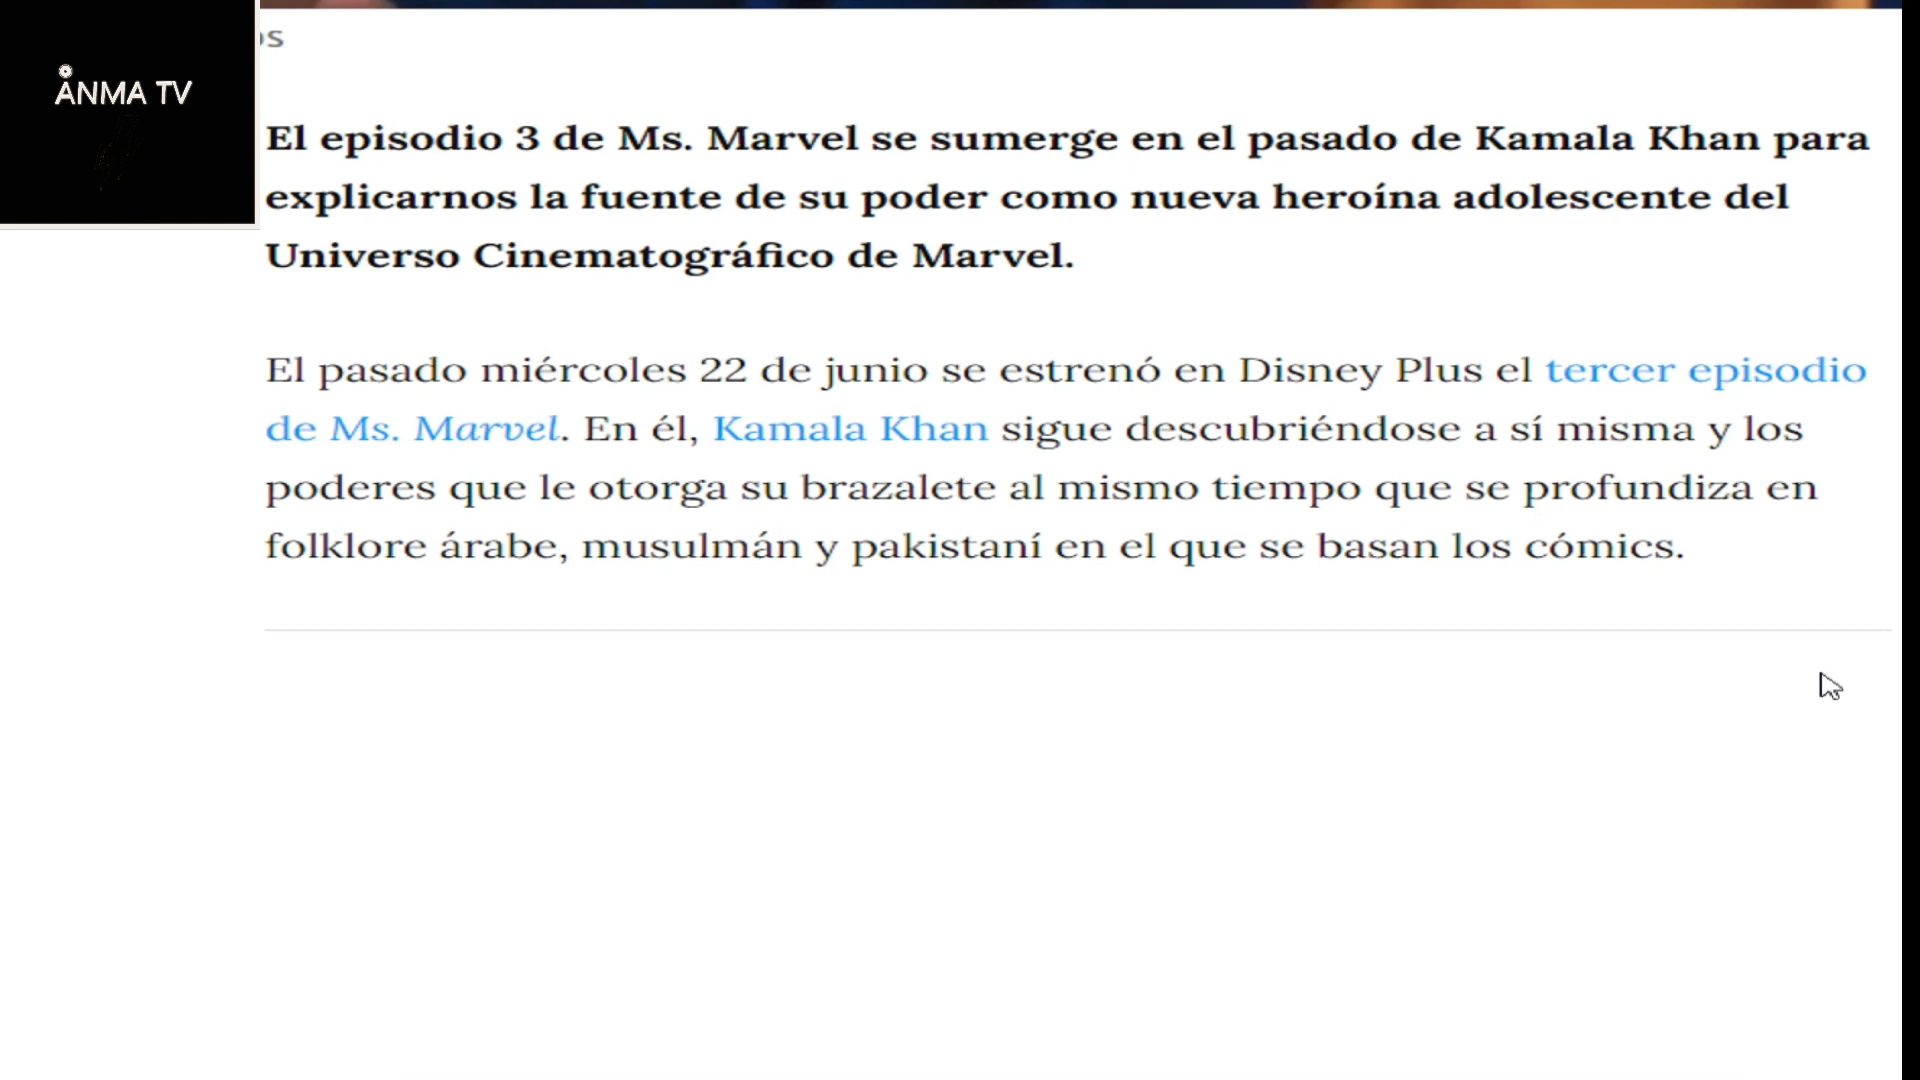 ANMA TV
El episodio 3 de Ms. Marvel se sumerge en el pasado de Kamala Khan para
explicarnos la fuente de su poder como nueva heroína adolescente del
Universo Cinematográfico de Marvel.
El pasado miércoles 22 de junio se estrenó en Disney Plus el tercer episodio
de Ms. Marvel. En él, Kamala Khan sigue descubriéndose a sí misma y los
poderes que le otorga su brazalete al mismo tiempo que se profundiza en
folklore árabe, musulmán y pakistaní en el que se basan los cómics.